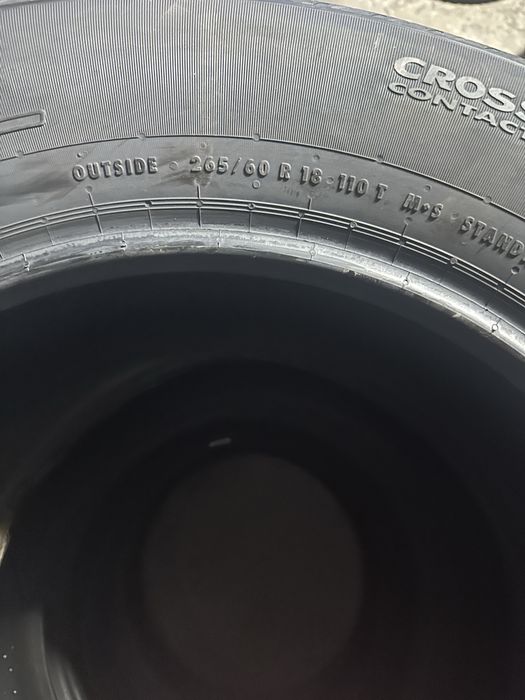 CROSS
CONTACT
OUTSIDE 265/60 R 18 110 T M+S STAND